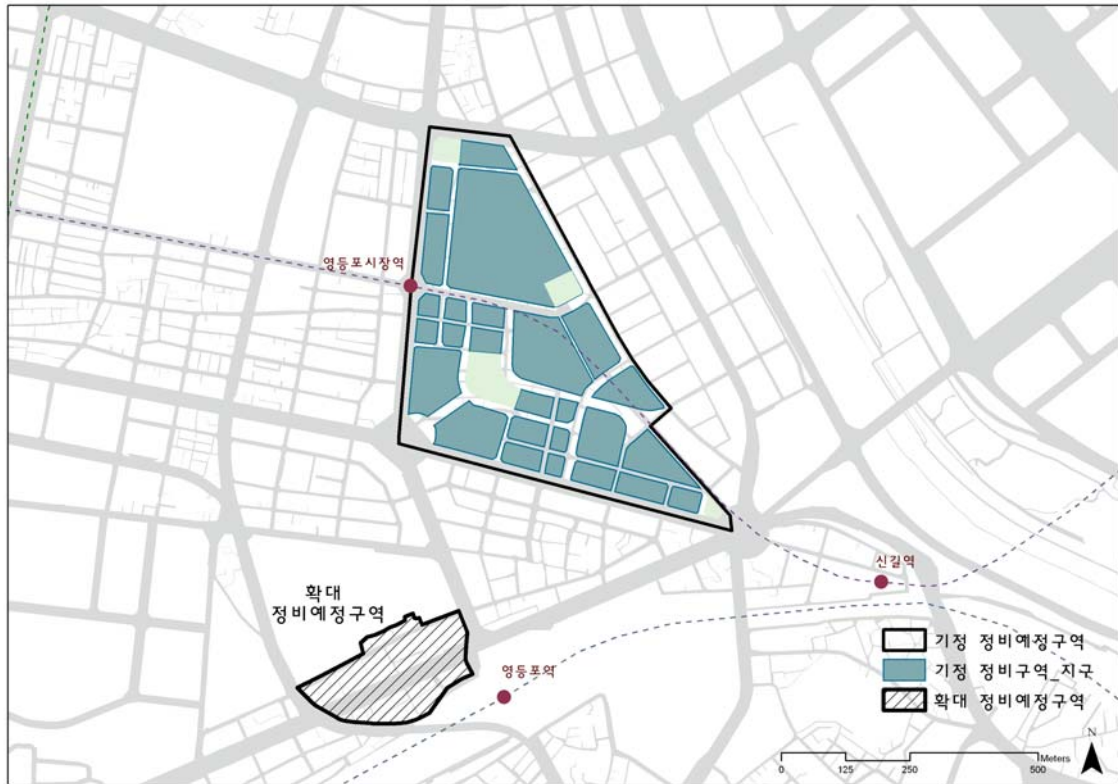 영등포시장역
신길역
확대
정비예정구역
영등포역
기정 정비예정구역
기정 정비구역_지구
확대 정비예정구역
N
Meters
0 125 250 500